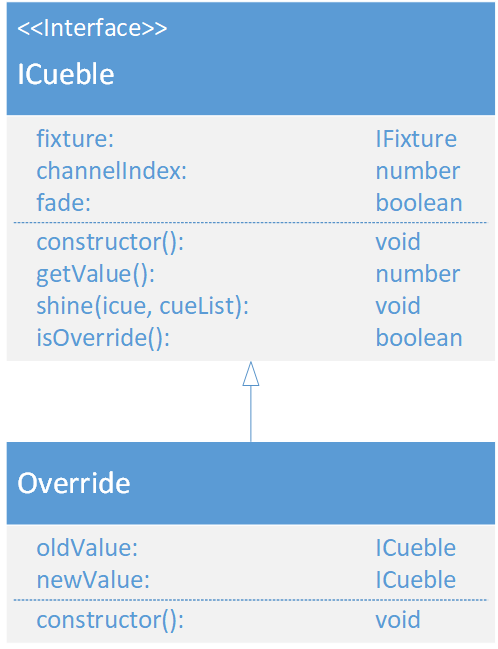 <<Interface>>
ICueble
fixture: IFixture
channelIndex: number
fade: boolean
constructor(): void
getValue(): number
shine(icue, cueList): void
isOverride(): boolean
Override
oldValue: ICueble
newValue: ICueble
constructor(): void